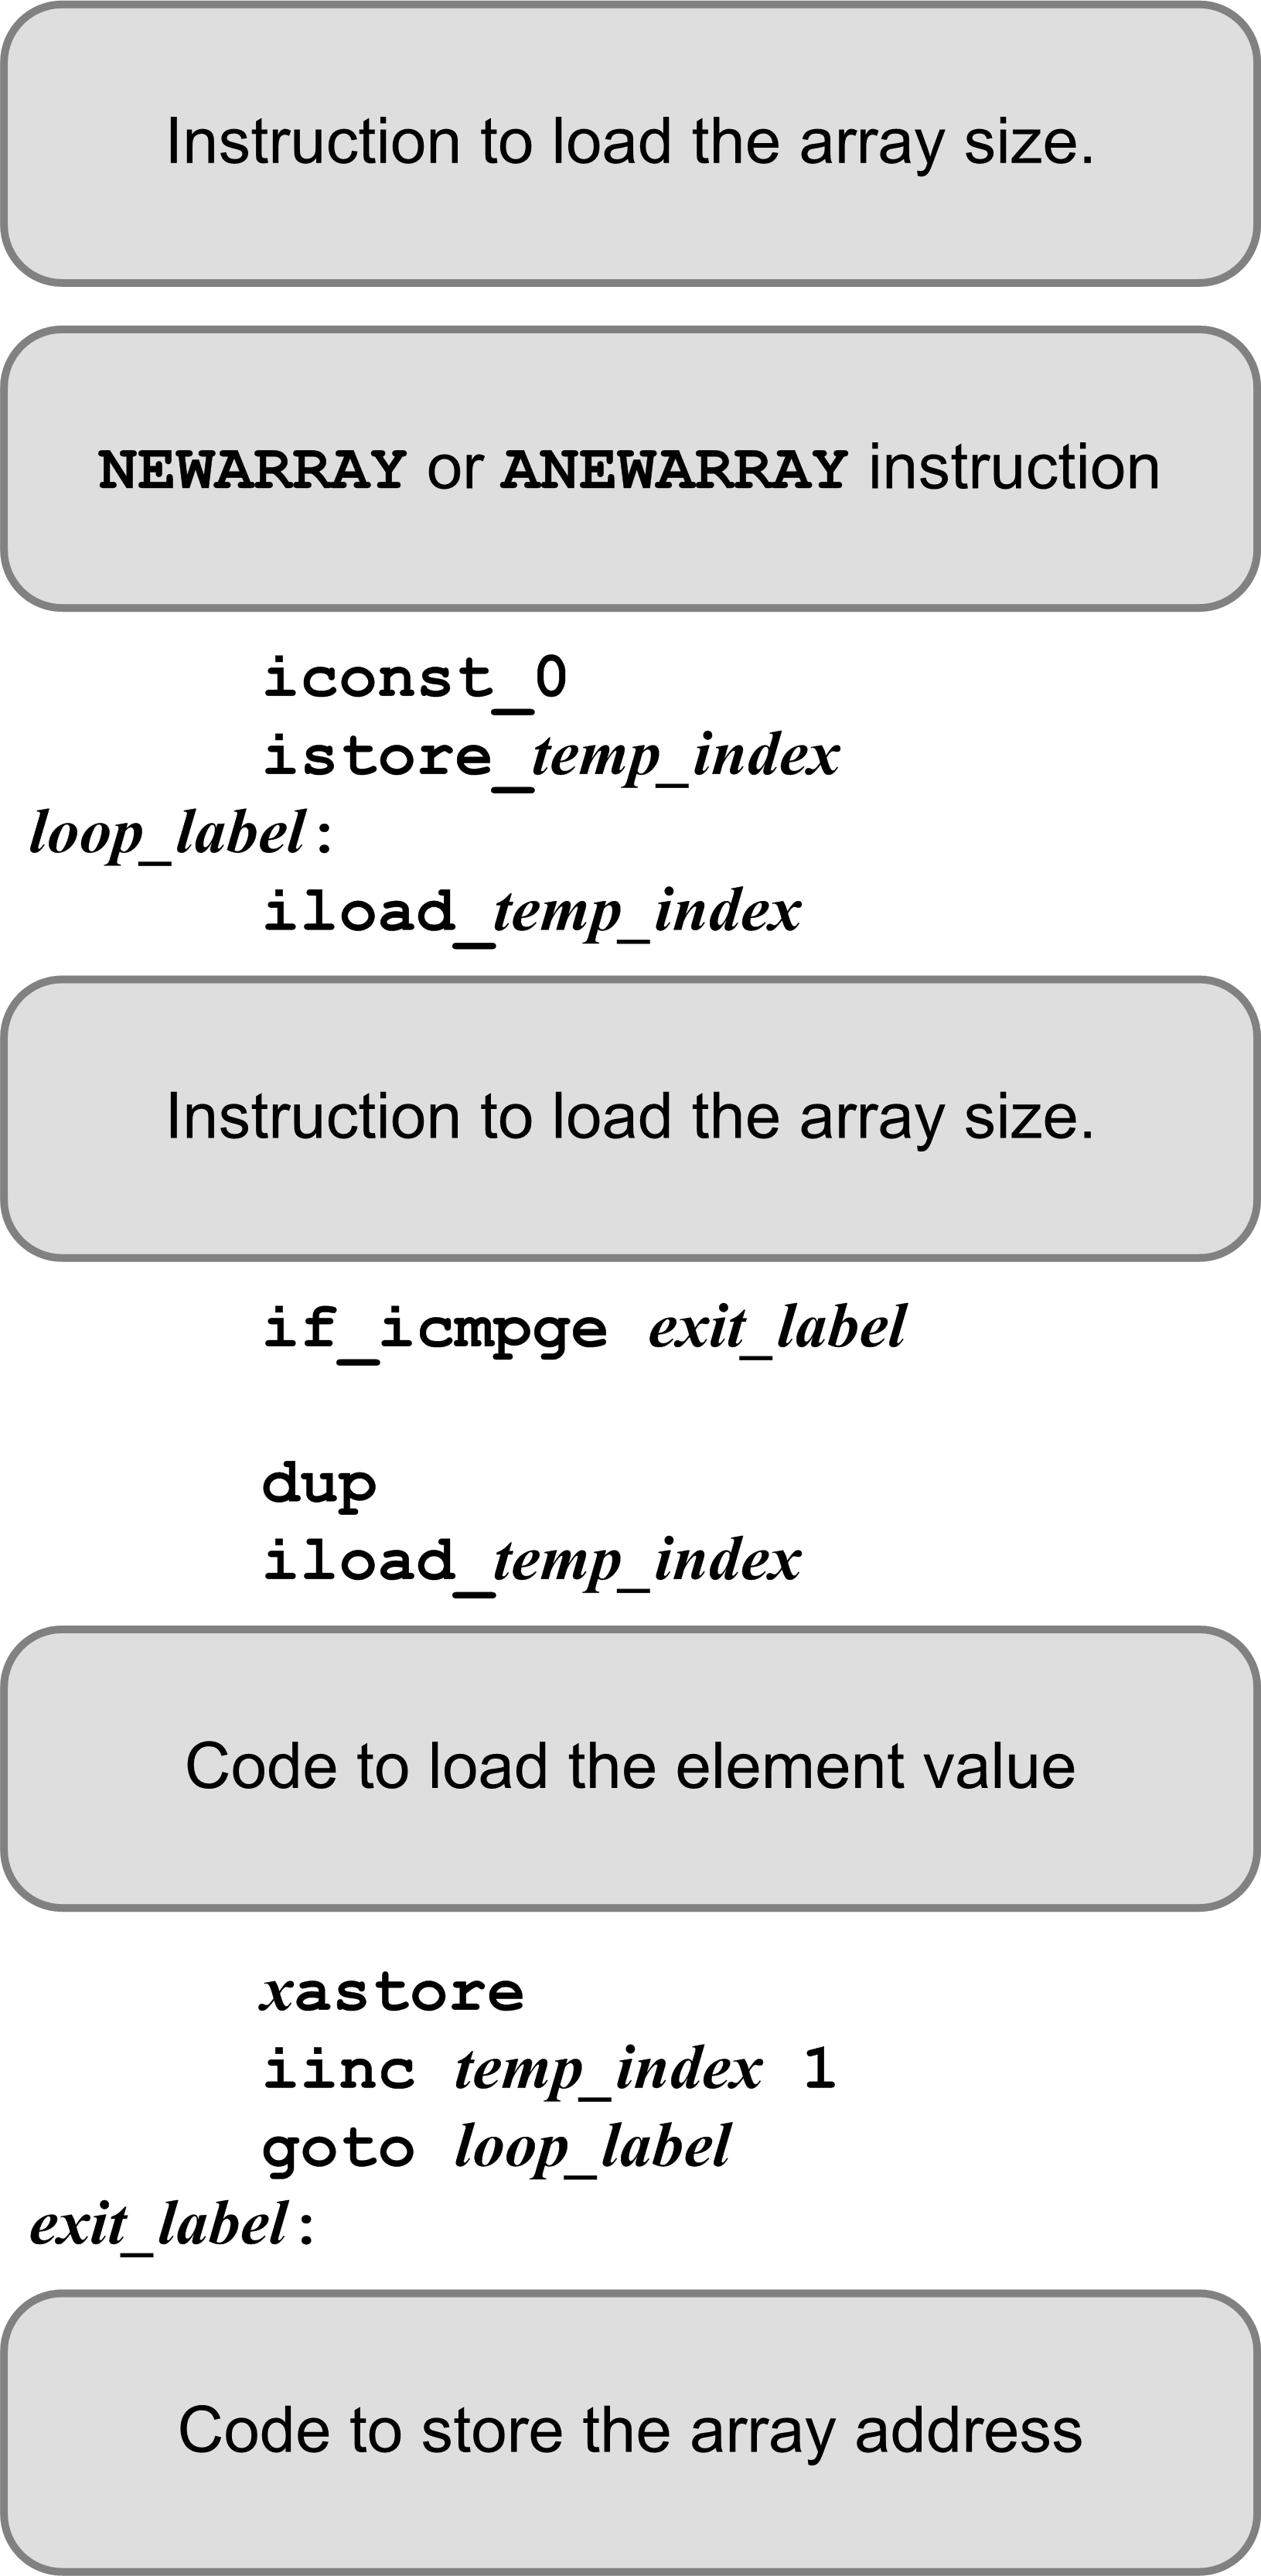 Instruction to load the array size.
NEWARRAY or ANEWARRAY instruction
iconst_0
istore_temp_index
loop_label:
iload_temp_index
Instruction to load the array size.
if_icmpge exit_label
dup
iload_temp_index
Code to load the element value
xastore
iinc temp_index 1
goto loop_label
exit_label:
Code to store the array address